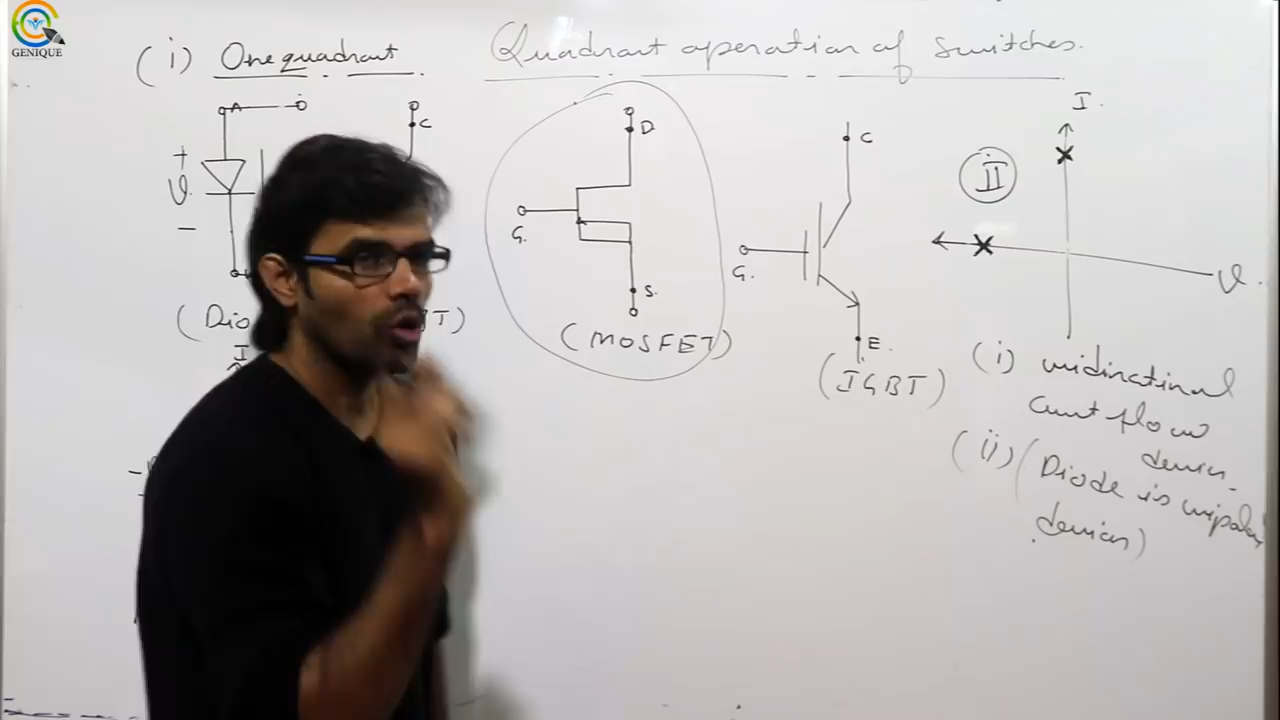 GENIQUE
Quadrant operation of switches.
(i) One quadrant
A
C
+
V
-
(Dio
T)
I
D.
G.
S.
(MOSFET)
C
G.
E.
(IGBT)
I.
II
V.
(i) unidirectional
current flow
device
(ii) (Diode is unipolar
device)